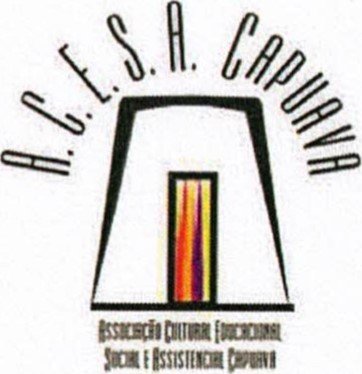 A.C.E.S.A. CAPUAVA
ASSOCIAÇÃO CULTURAL EDUCACIONAL
SOCIAL E ASSISTENCIAL CAPUAVA